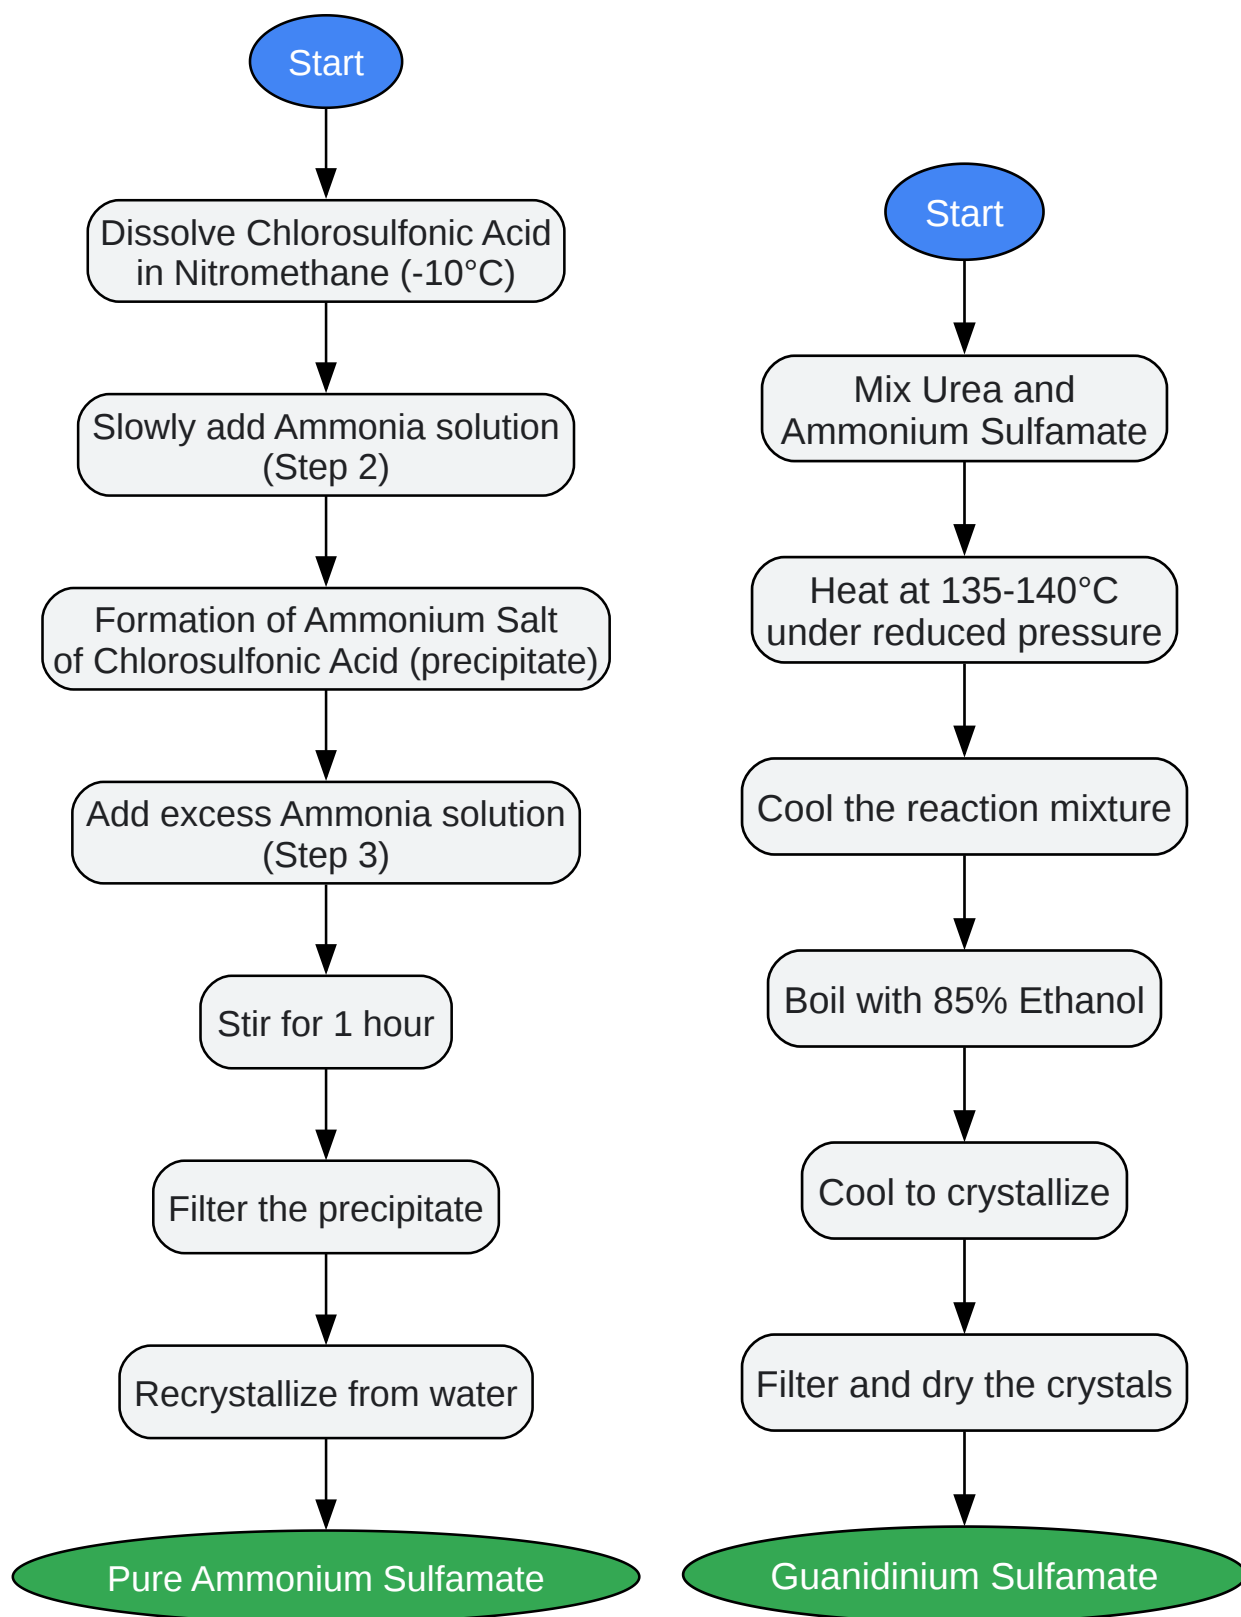 Start
Dissolve Chlorosulfonic Acid
in Nitromethane (-10°C)
Slowly add Ammonia solution
(Step 2)
Formation of Ammonium Salt
of Chlorosulfonic Acid (precipitate)
Add excess Ammonia solution
(Step 3)
Stir for 1 hour
Filter the precipitate
Recrystallize from water
Pure Ammonium Sulfamate
Start
Mix Urea and
Ammonium Sulfamate
Heat at 135-140°C
under reduced pressure
Cool the reaction mixture
Boil with 85% Ethanol
Cool to crystallize
Filter and dry the crystals
Guanidinium Sulfamate